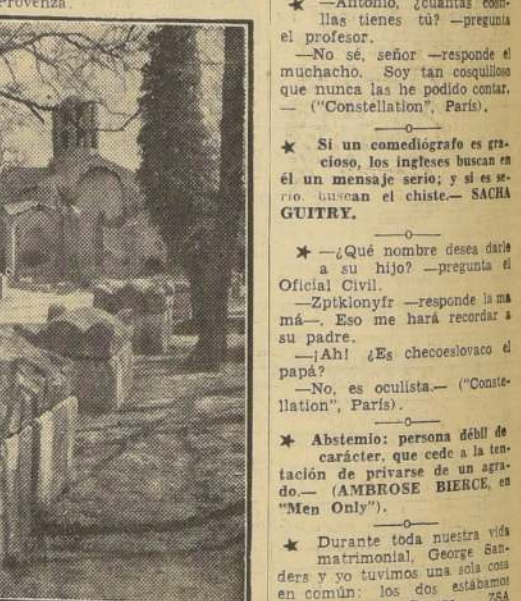 Provenza.
★ —Antonio, ¿cuántas costi-
llas tienes tú? —pregunta
el profesor.
—No sé, señor —responde el
muchacho. Soy tan cosquilloso
que nunca las he podido contar.
— ("Constellation", París).
—o—
★ Si un comediógrafo es gra-
cioso, los ingleses buscan en
él un mensaje serio; y si es se-
rio, buscan el chiste.— SACHA
GUITRY.
—o—
★ —¿Qué nombre desea darle
a su hijo? —pregunta el
Oficial Civil.
—Zptklonyfr —responde la ma
má—. Eso me hará recordar a
su padre.
—¡Ah! ¿Es checoeslovaco el
papá?
—No, es oculista.— ("Conste-
llation", París).
—o—
★ Abstemio: persona débil de
carácter, que cede a la ten-
tación de privarse de un agra-
do.— (AMBROSE BIERCE, en
"Men Only").
—o—
★ Durante toda nuestra vida
matrimonial, George San-
ders y yo tuvimos una sola cosa
en común: los dos estábamos
ZSA